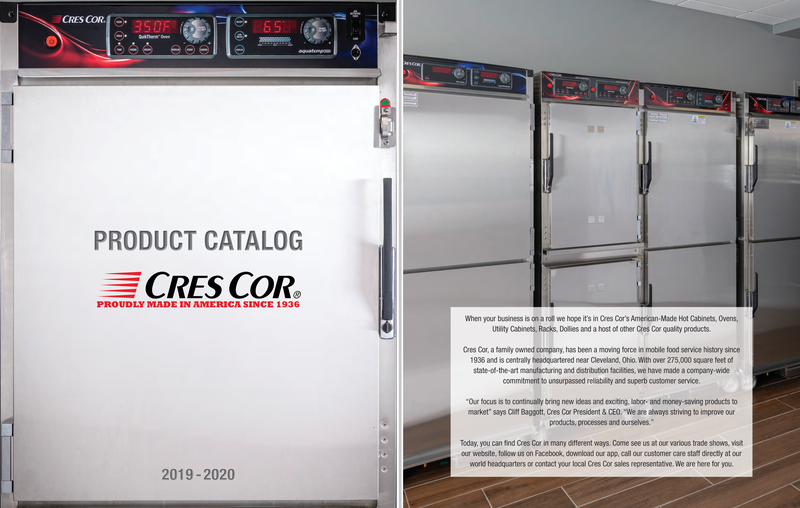 CRES COR.
350F
QuikTherm™ Oven
65%
aquatemp
PRODUCT CATALOG
CRES COR®
PROUDLY MADE IN AMERICA SINCE 1936
2019 - 2020
CRES COR
When your business is on a roll we hope it's in Cres Cor's American-Made Hot Cabinets, Ovens,
Utility Cabinets, Racks, Dollies and a host of other Cres Cor quality products.
Cres Cor, a family owned company, has been a moving force in mobile food service history since
1936 and is centrally headquartered near Cleveland, Ohio. With over 275,000 square feet of
state-of-the-art manufacturing and distribution facilities, we have made a company-wide
commitment to unsurpassed reliability and superb customer service.
“Our focus is to continually bring new ideas and exciting, labor- and money-saving products to
market” says Cliff Baggott, Cres Cor President & CEO. “We are always striving to improve our
products, processes and ourselves.”
Today, you can find Cres Cor in many different ways. Come see us at our various trade shows, visit
our website, follow us on Facebook, download our app, call our customer care staff directly at our
world headquarters or contact your local Cres Cor sales representative. We are here for you.